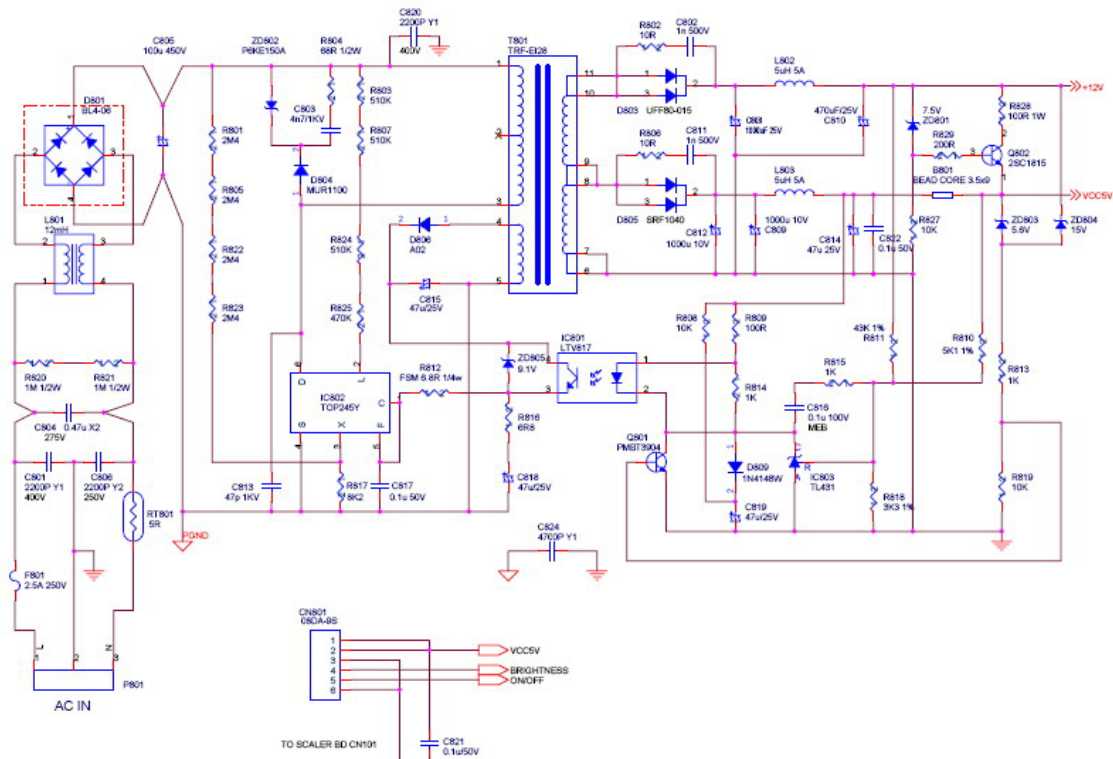 C805
100u 450V
ZD802
P6KE150A
R804
68R 1/2W
C820
2200P Y1
400V
T801
TRF-EI28
R802
10R
C802
1n 500V
L802
5uH 5A
+12V
D801
BL4-06
C803
4n7/1KV
R803
510K
R807
510K
R801
2M4
D804
MUR1100
D803
UFF80-015
C808
1000uF 25V
470uF/25V
C810
7.5V
ZD801
R828
100R 1W
R829
200R
Q802
2SC1815
R806
10R
C811
1n 500V
L803
5uH 5A
B801
BEAD CORE 3.5x9
VCC5V
R805
2M4
L801
12mH
D805
SRF1040
R822
2M4
R824
510K
D806
A02
C812
1000u 10V
1000u 10V
C809
C814
47u 25V
C822
0.1u 50V
R827
10K
ZD803
5.6V
ZD804
15V
R823
2M4
R825
470K
C815
47u/25V
R808
10K
R809
100R
43K 1%
R811
R810
5K1 1%
IC801
LTV817
R820
1M 1/2W
R821
1M 1/2W
IC802
TOP245Y
D
L
S
X
F
C
R812
FSM 6.8R 1/4w
ZD805
9.1V
R815
1K
R813
1K
R814
1K
C816
0.1u 100V
MEB
C804
0.47u X2
275V
R816
6R8
Q801
PMBT3904
C801
2200P Y1
400V
C806
2200P Y2
250V
C813
47p 1KV
R817
8K2
C817
0.1u 50V
C818
47u/25V
D809
1N4148W
IC803
TL431
R818
3K3 1%
R819
10K
RT801
5R
C819
47u/25V
PGND
C824
4700P Y1
F801
2.5A 250V
L
N
1
2
3
P801
AC IN
CN801
06DA-9S
1
2
3
4
5
6
VCC5V
BRIGHTNESS
ON/OFF
TO SCALER BD CN101
C821
0.1u/50V